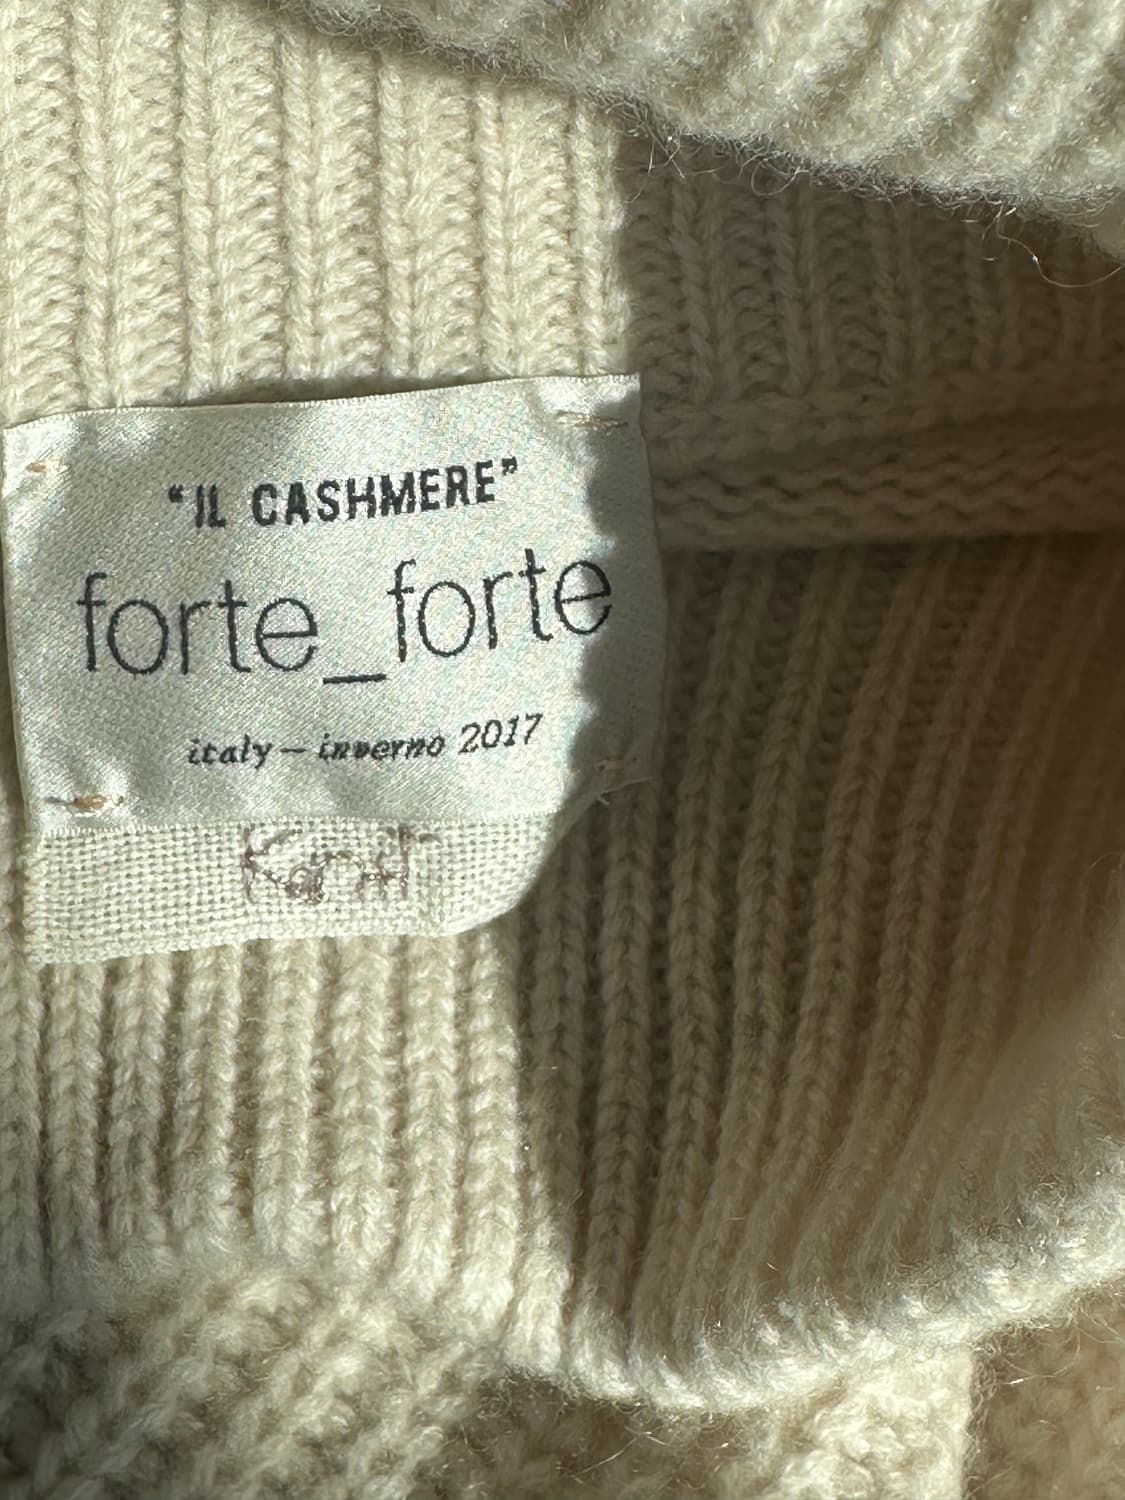 "IL CASHMERE"
forte_forte
italy – inverno 2017